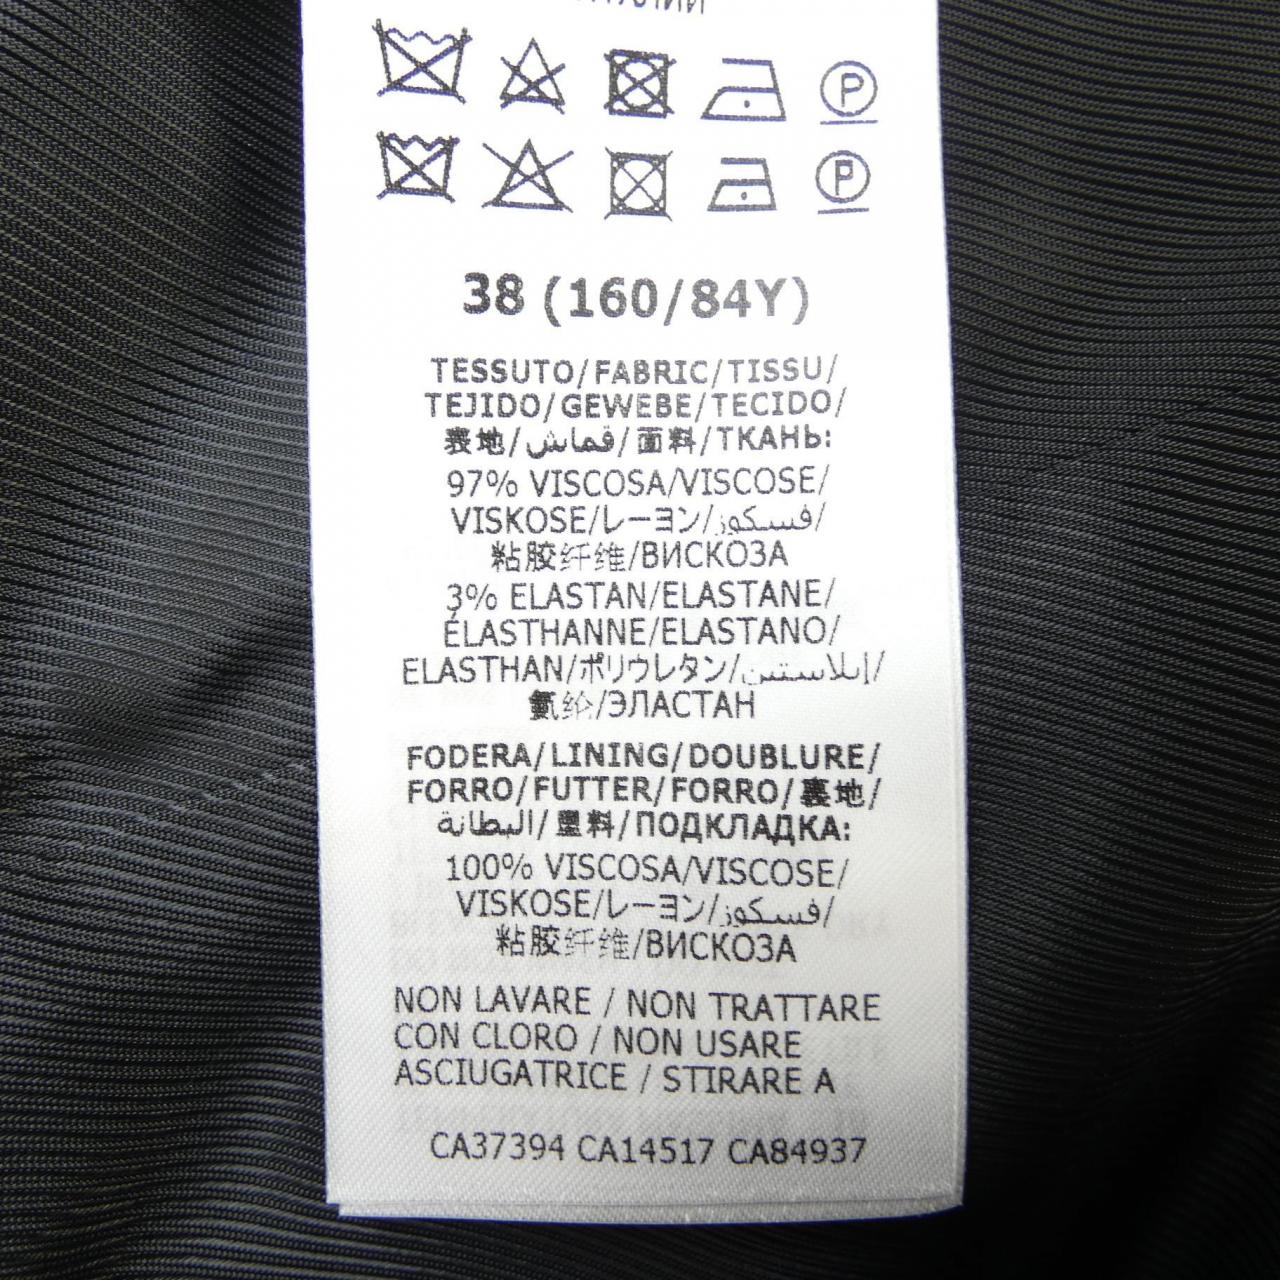 38 (160/84Y)
TESSUTO/FABRIC/TISSU/
TEJIDO/GEWEBE/TECIDO/
表地/قماش/面料/ТКАНЬ:
97% VISCOSA/VISCOSE/
VISKOSE/レーヨン/فسكوز/
粘胶纤维/ВИСКОЗА
3% ELASTAN/ELASTANE/
ÉLASTHANNE/ELASTANO/
ELASTHAN/ポリウレタン/إيلاستين/
氨纶/ЭЛАСТАН
FODERA/LINING/DOUBLURE/
FORRO/FUTTER/FORRO/裏地/
البطانة/里料/ПОДКЛАДКА:
100% VISCOSA/VISCOSE/
VISKOSE/レーヨン/فسكوز/
粘胶纤维/ВИСКОЗА
NON LAVARE / NON TRATTARE
CON CLORO / NON USARE
ASCIUGATRICE / STIRARE A
CA37394 CA14517 CA84937